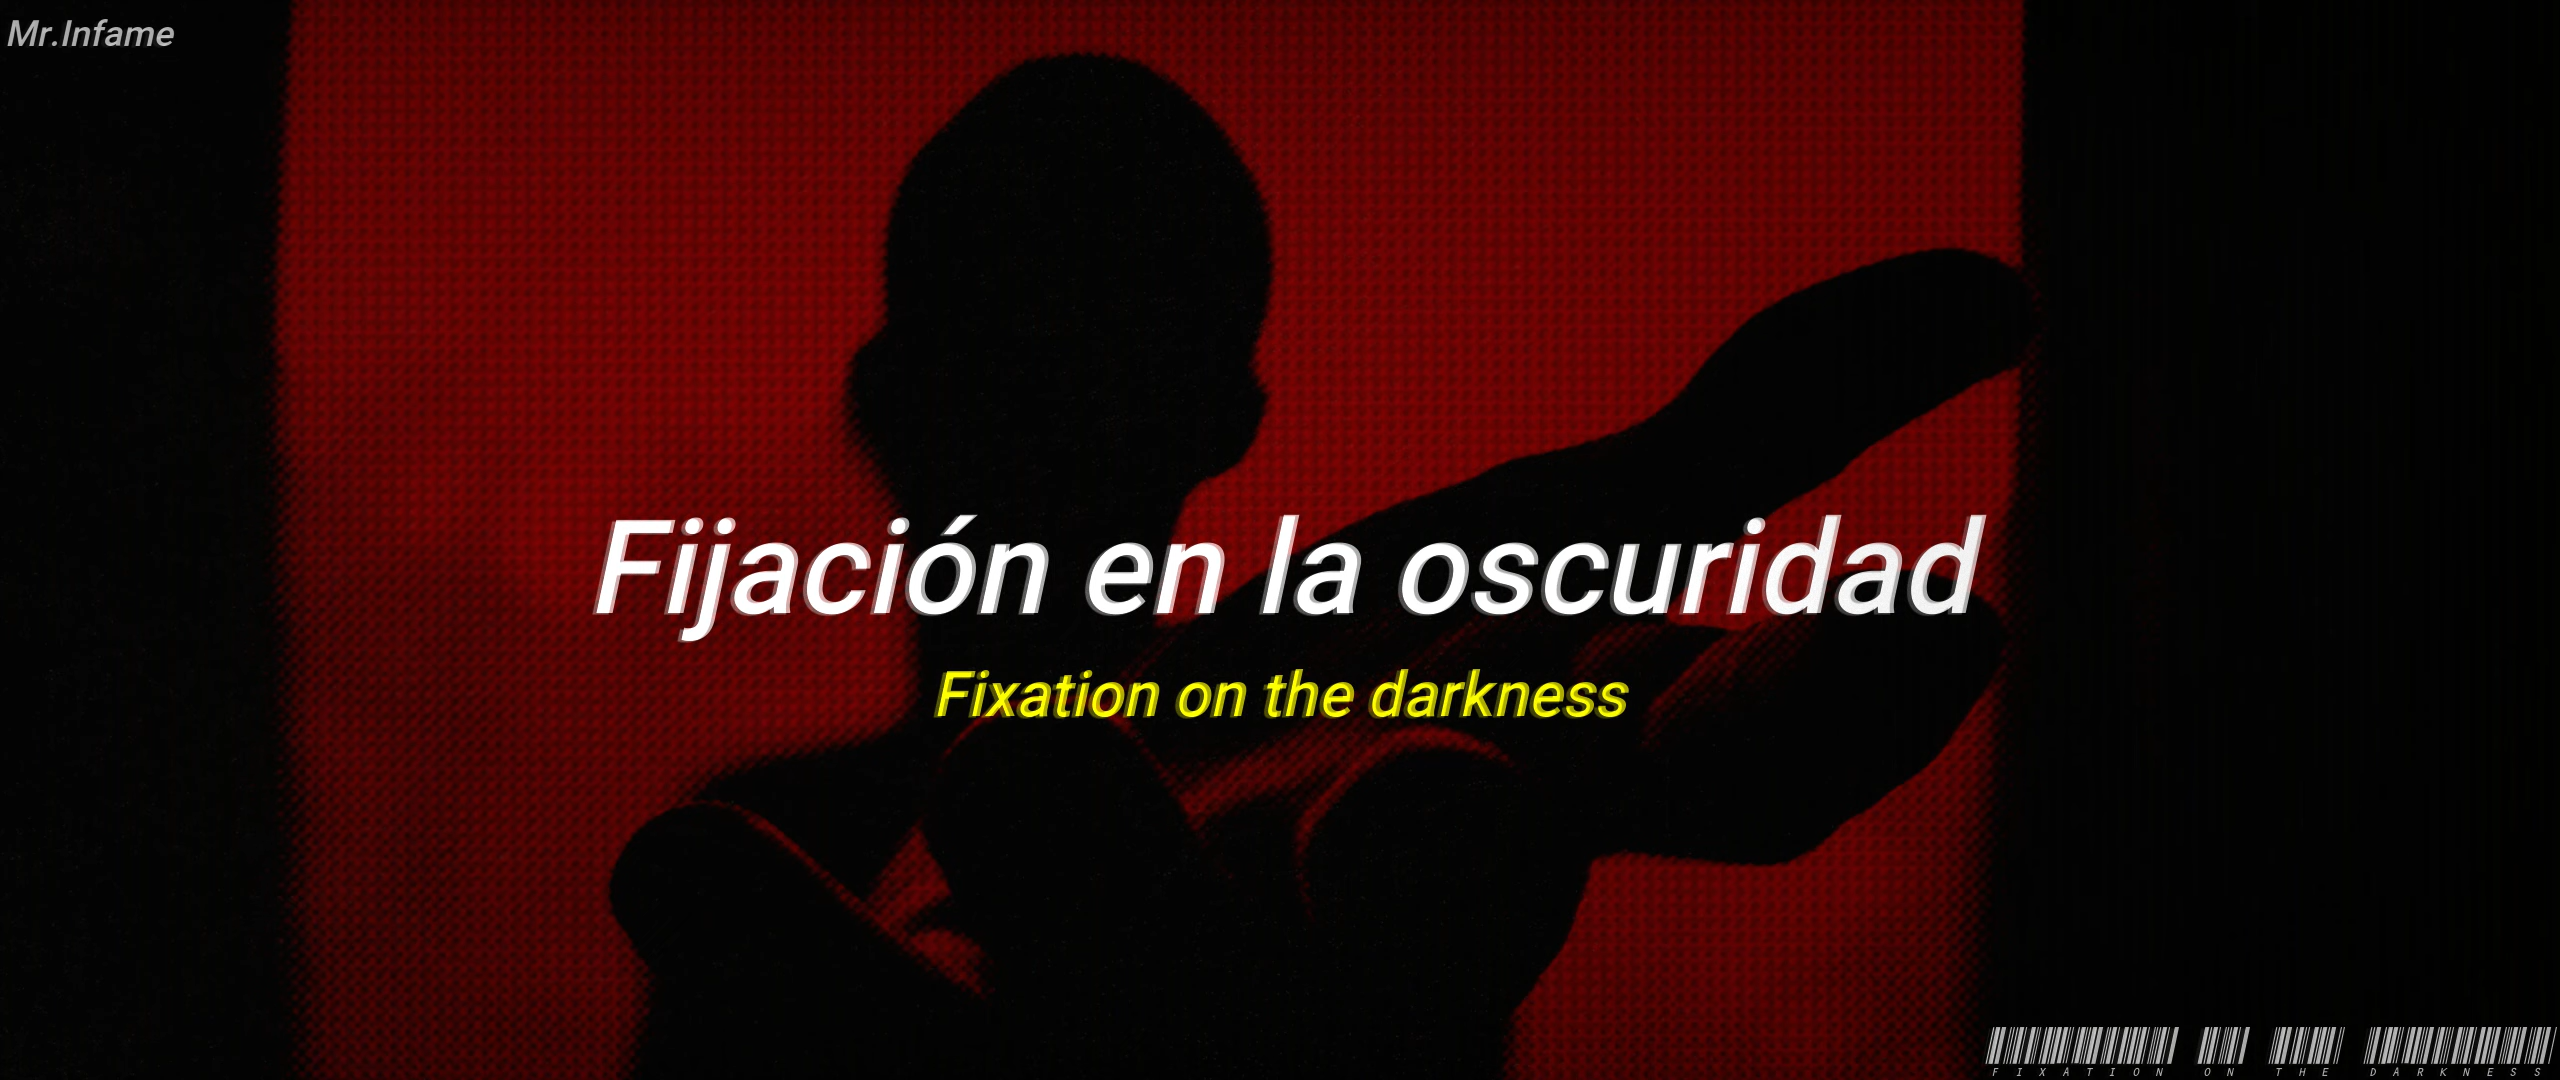 Mr.Infame
Fijación en la oscuridad
Fixation on the darkness
FIXATION ON THE DARKNESS